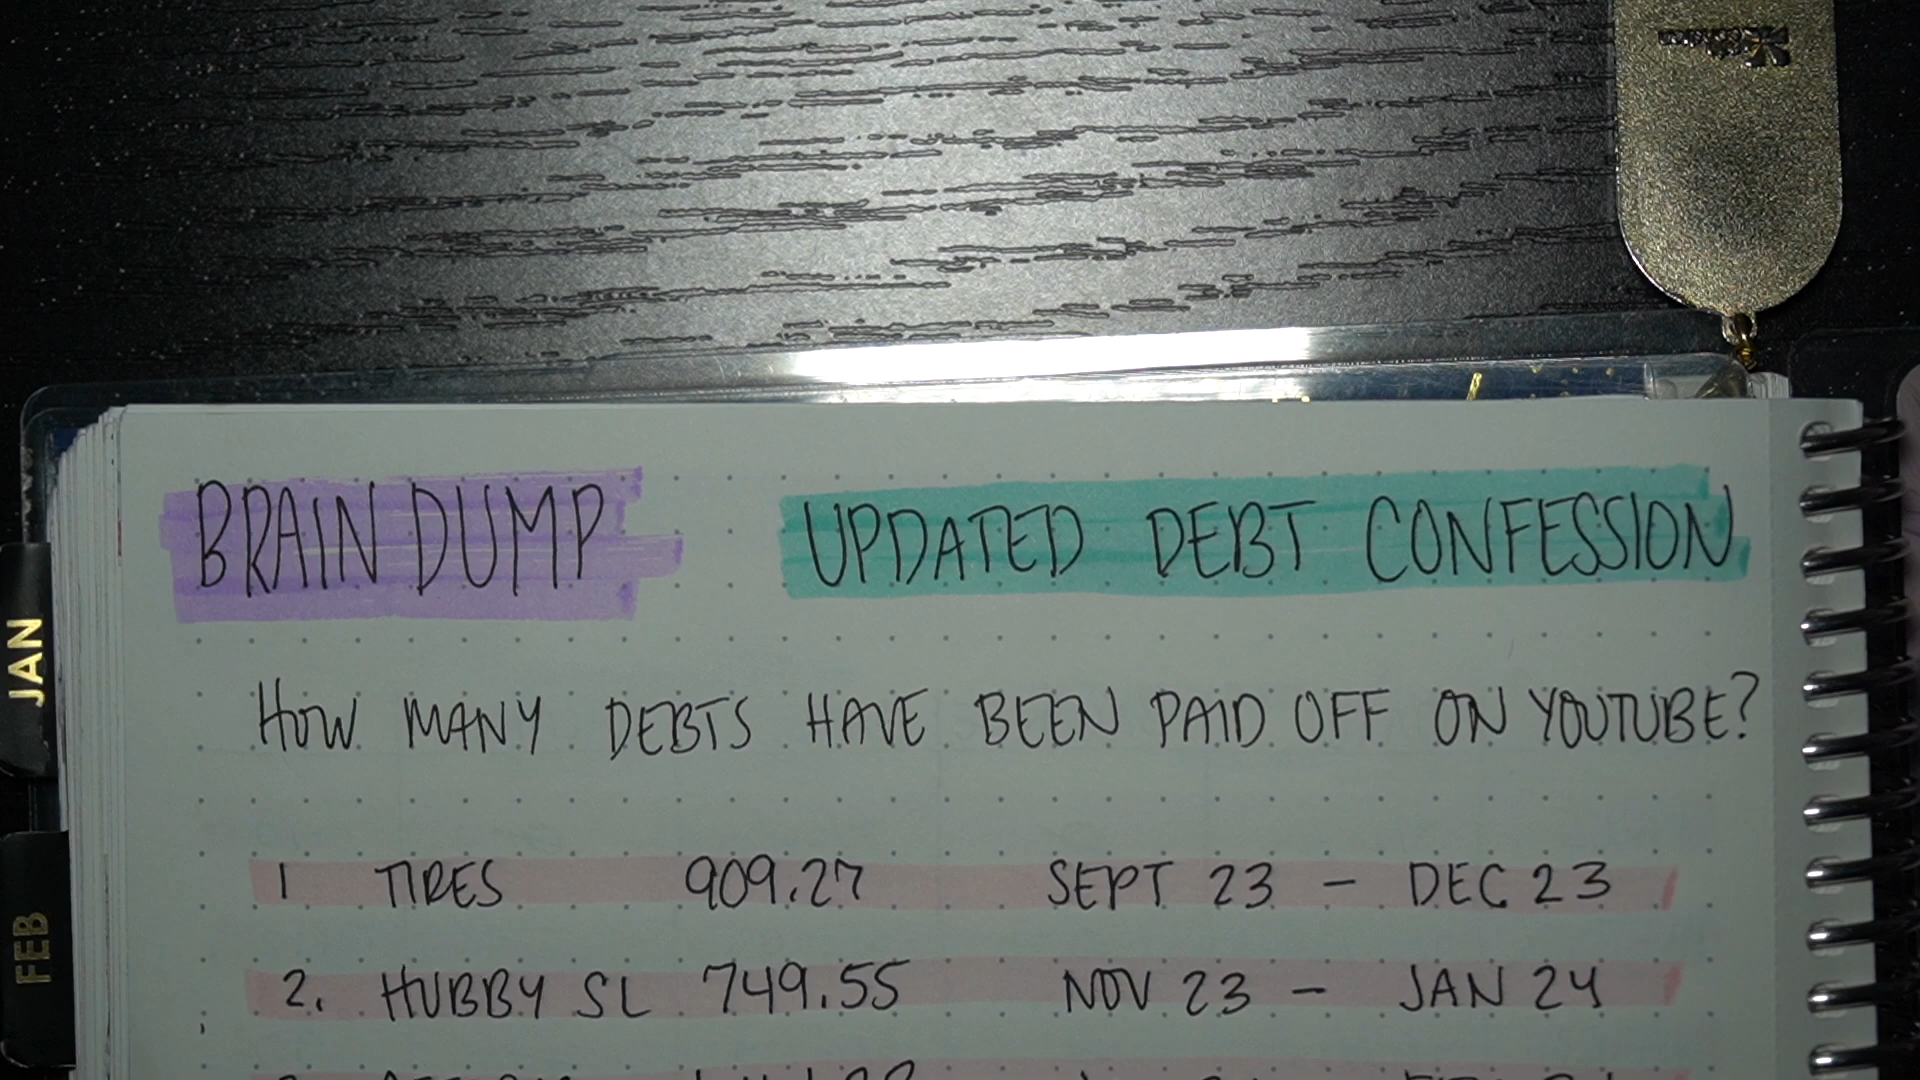 BRAIN DUMP UPDATED DEBT CONFESSION
HOW MANY DEBTS HAVE BEEN PAID OFF ON YOUTUBE?
1 TIRES 909.27 SEPT 23 - DEC 23
2. HUBBY SL 749.55 NOV 23 - JAN 24
JAN
FEB